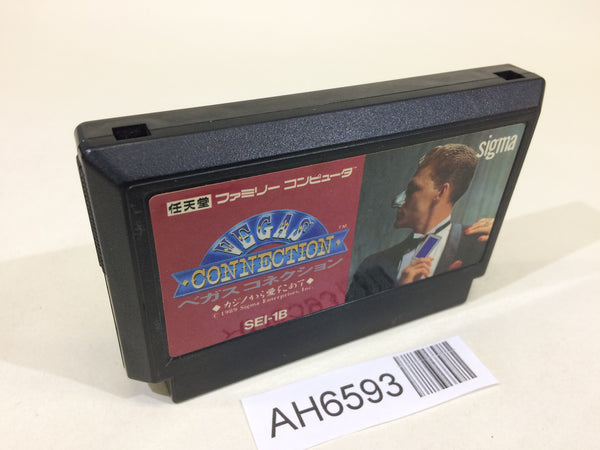 sigma
任天堂 ファミリー コンピュータ
VEGAS TM
CONNECTION
ベガス コネクション
◆カジノから愛をこめて◆
© 1989 Sigma Enterprises, Inc.
SEI-1B
AH6593